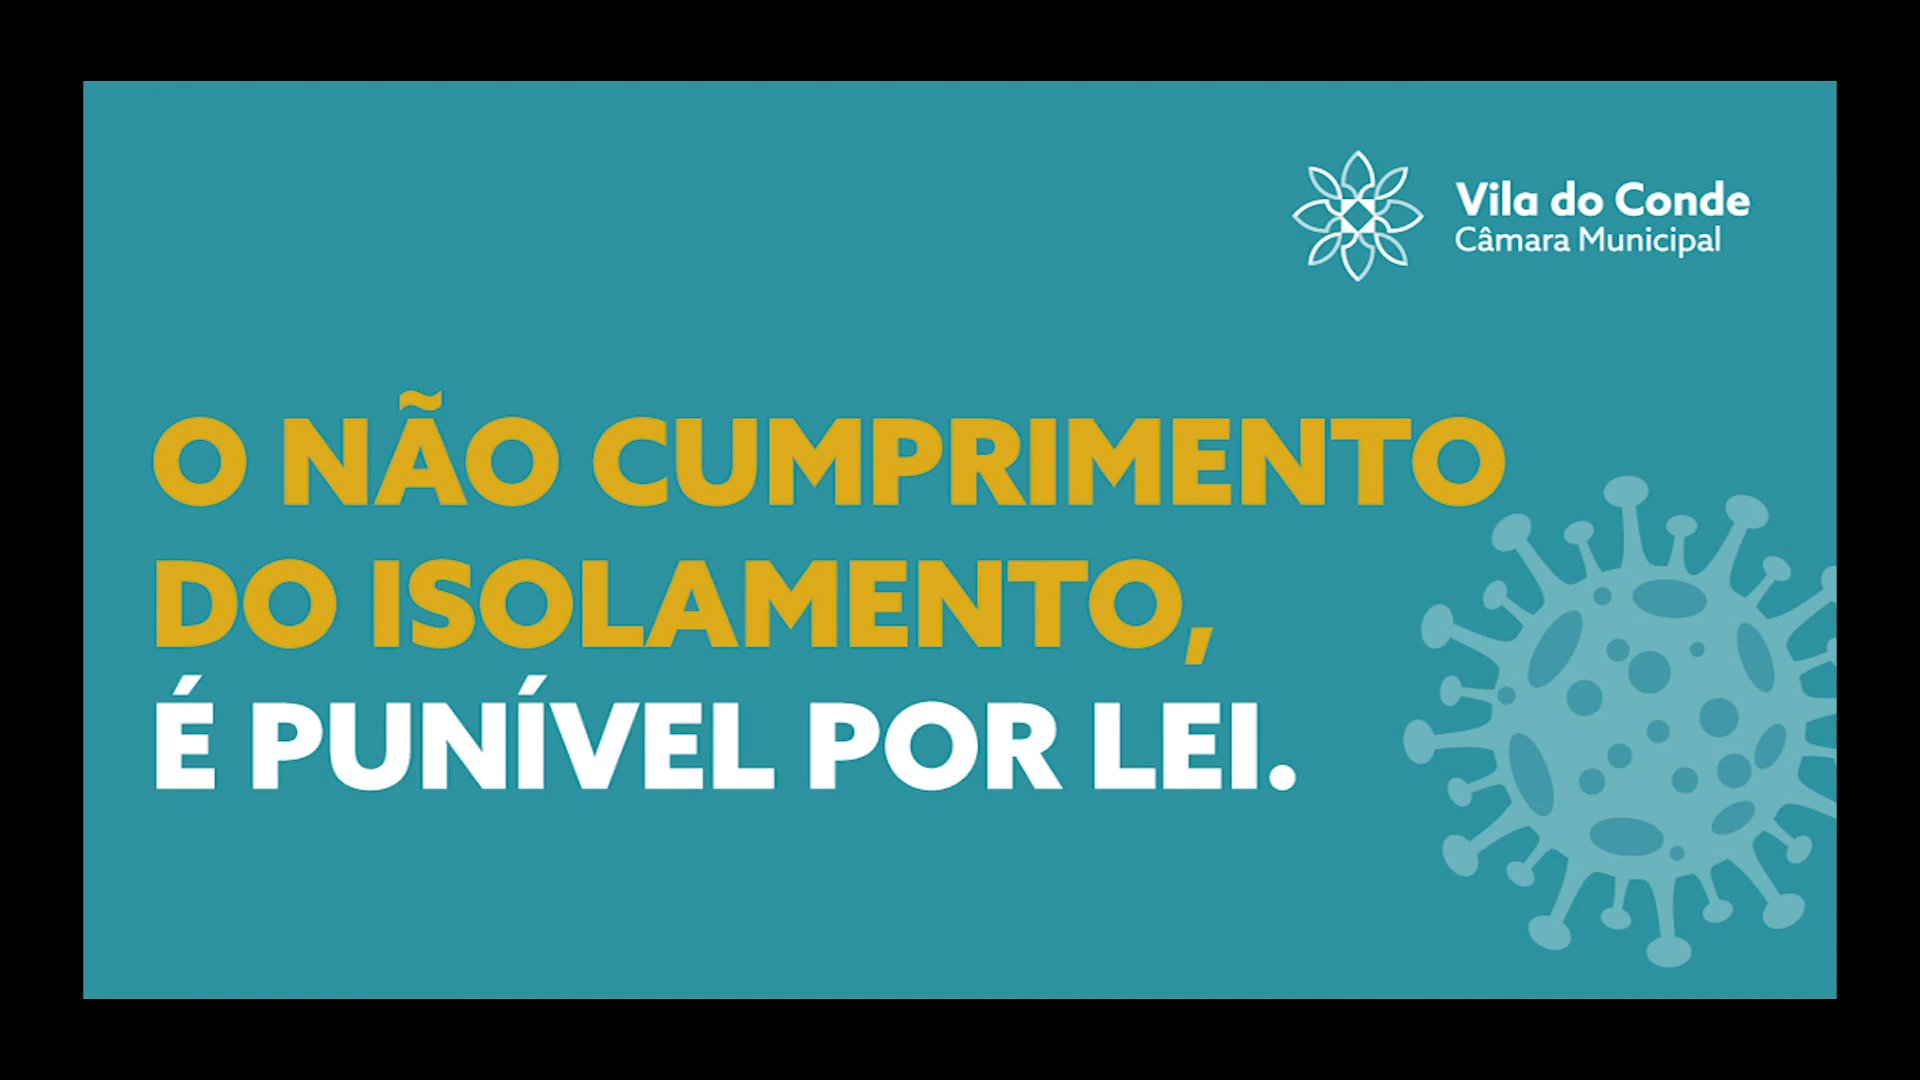 Vila do Conde
Câmara Municipal
O NÃO CUMPRIMENTO
DO ISOLAMENTO,
É PUNÍVEL POR LEI.